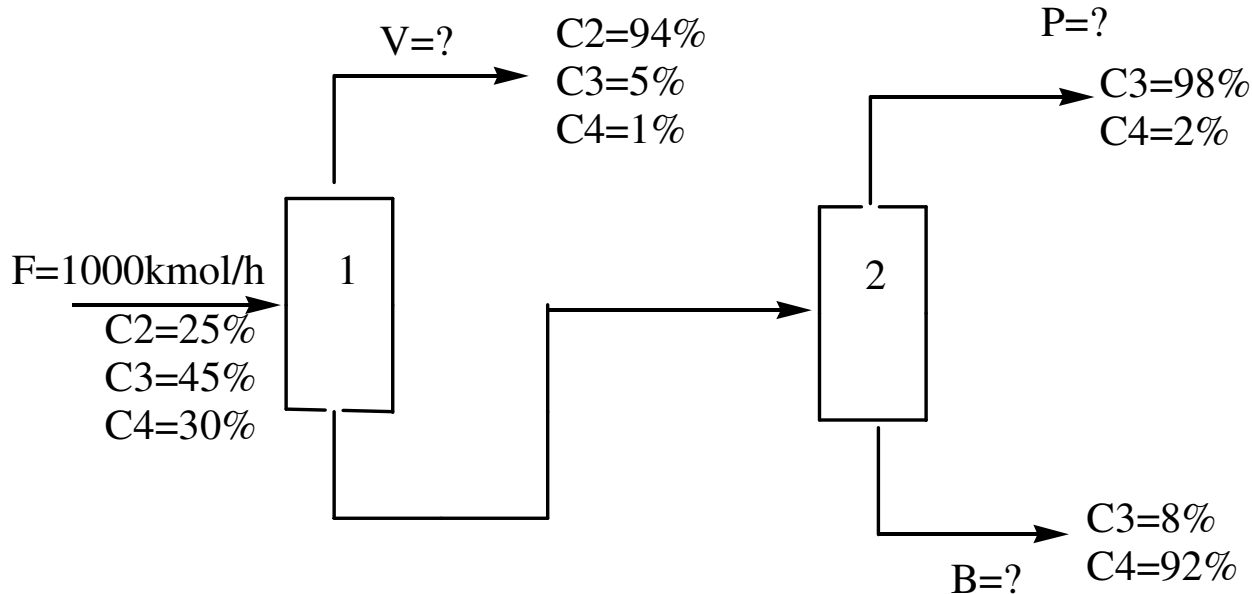 V=?
C2=94%
C3=5%
C4=1%
P=?
C3=98%
C4=2%
F=1000kmol/h
C2=25%
C3=45%
C4=30%
1
2
C3=8%
C4=92%
B=?